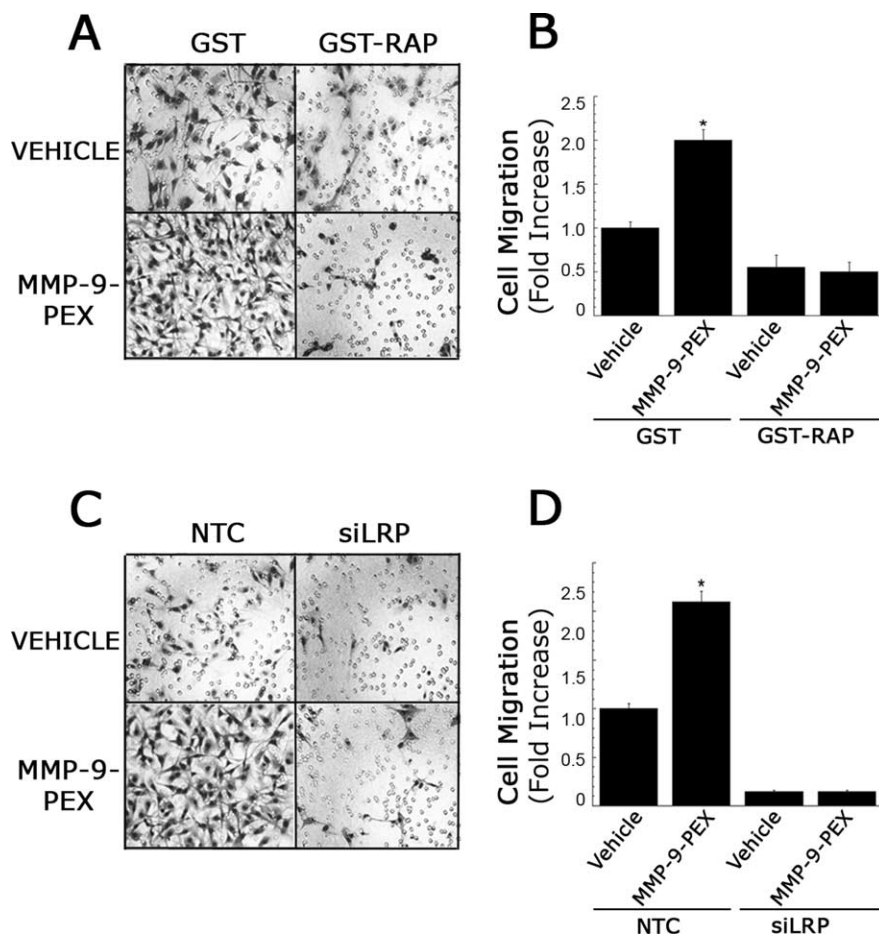 A
GST GST-RAP
VEHICLE
MMP-9-
PEX
B
Cell Migration
(Fold Increase)
2.5
2.0
1.5
1.0
0.5
0
*
Vehicle
MMP-9-PEX
Vehicle
MMP-9-PEX
GST
GST-RAP
C
NTC siLRP
VEHICLE
MMP-9-
PEX
D
Cell Migration
(Fold Increase)
2.5
2.0
1.0
0.5
0
*
Vehicle
MMP-9-PEX
Vehicle
MMP-9-PEX
NTC
siLRP